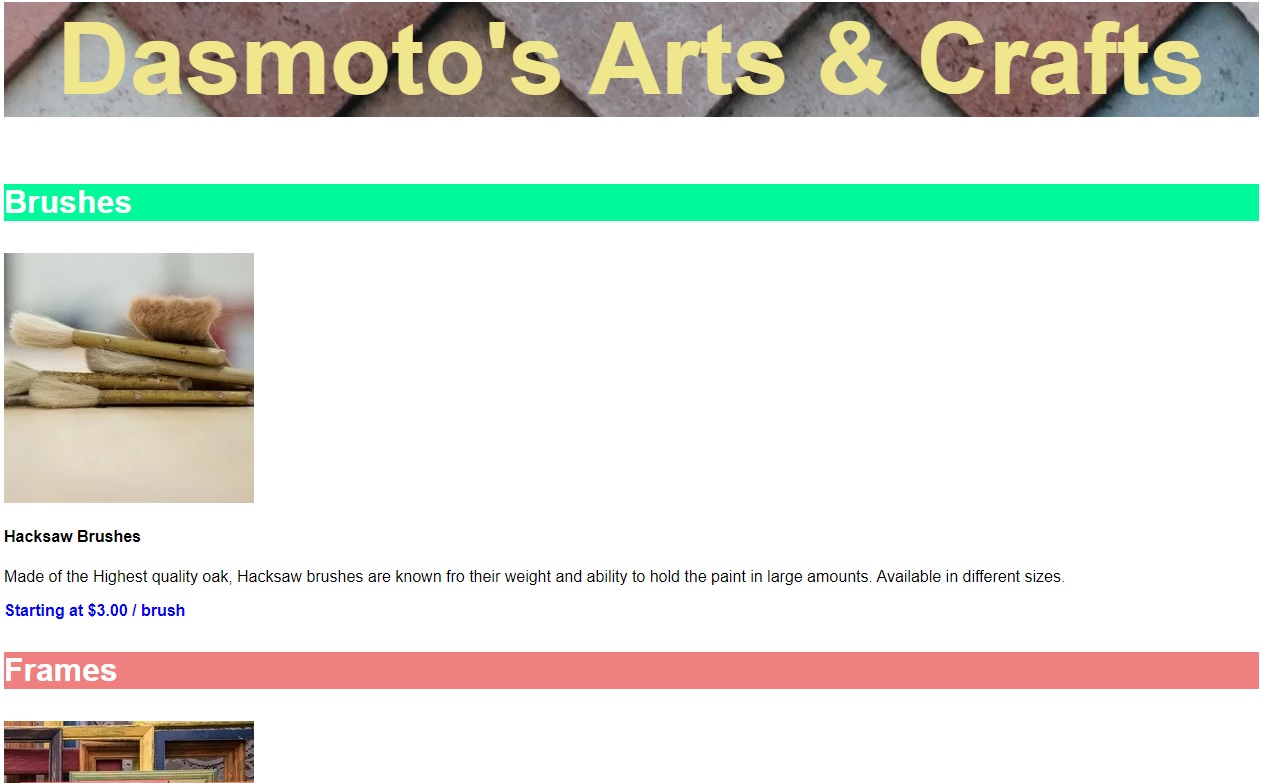 Dasmoto's Arts & Crafts
Brushes
Hacksaw Brushes
Made of the Highest quality oak, Hacksaw brushes are known fro their weight and ability to hold the paint in large amounts. Available in different sizes.
Starting at $3.00 / brush
Frames